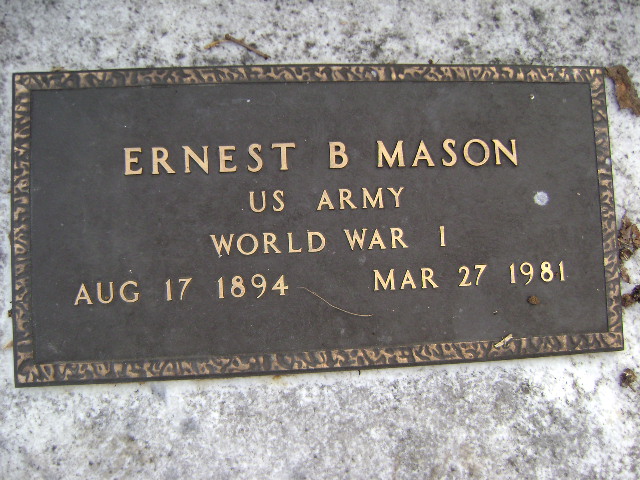 ERNEST B MASON
US ARMY
WORLD WAR I
AUG 17 1894 MAR 27 1981